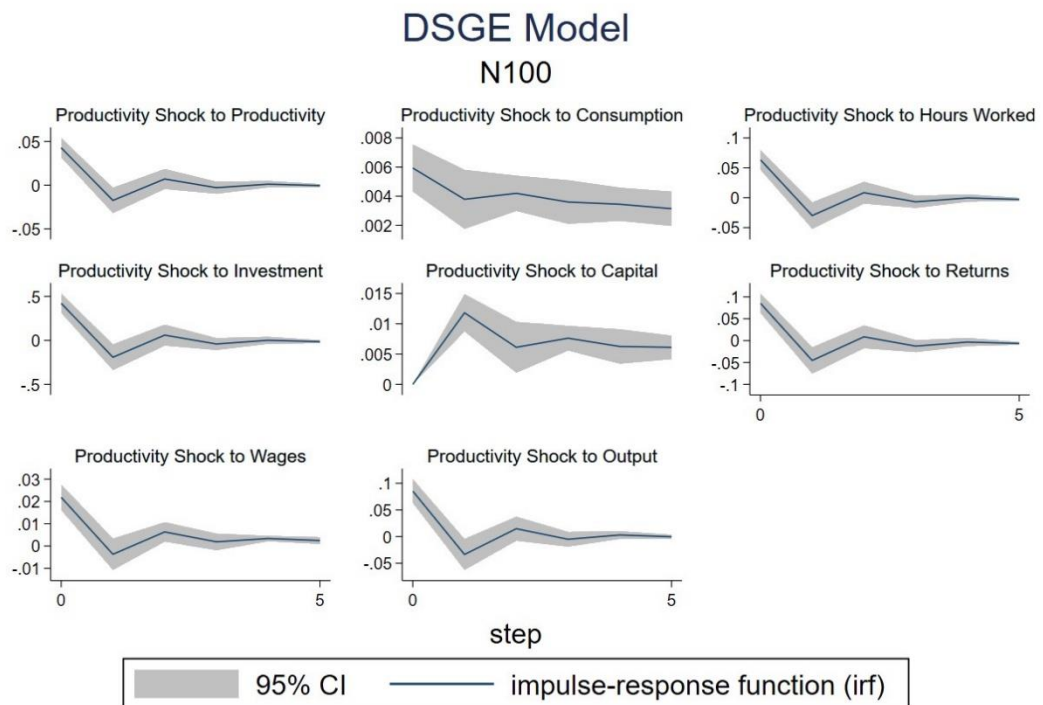 DSGE Model
N100
Productivity Shock to Productivity
.05
0
-.05
Productivity Shock to Consumption
.008
.006
.004
.002
Productivity Shock to Hours Worked
.1
.05
0
-.05
Productivity Shock to Investment
.5
0
-.5
Productivity Shock to Capital
.015
.01
.005
0
Productivity Shock to Returns
.1
.05
0
-.05
-.1
0 5
Productivity Shock to Wages
.03
.02
.01
0
-.01
0 5
Productivity Shock to Output
.1
.05
0
-.05
0 5
step
95% CI impulse-response function (irf)